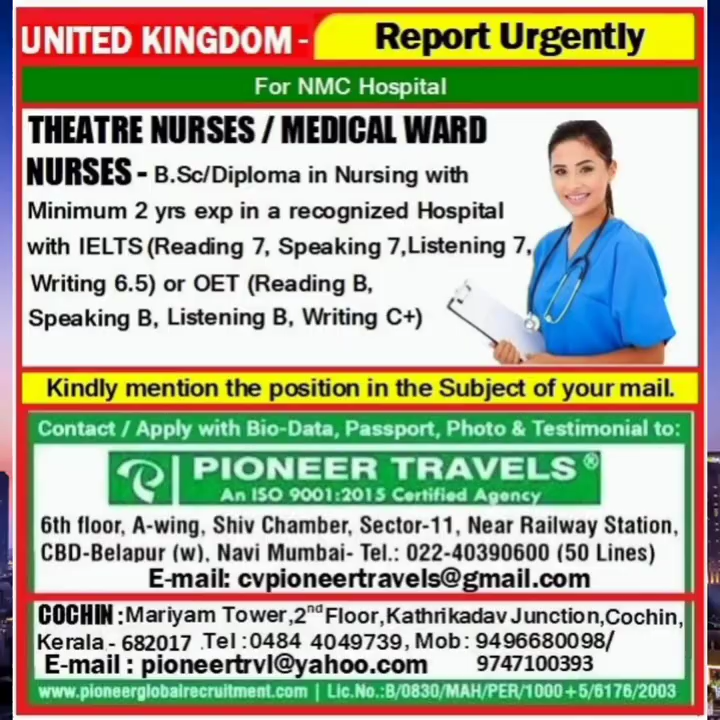 UNITED KINGDOM - Report Urgently
For NMC Hospital
THEATRE NURSES / MEDICAL WARD
NURSES - B.Sc/Diploma in Nursing with
Minimum 2 yrs exp in a recognized Hospital
with IELTS (Reading 7, Speaking 7,Listening 7,
Writing 6.5) or OET (Reading B,
Speaking B, Listening B, Writing C+)
Kindly mention the position in the Subject of your mail.
Contact / Apply with Bio-Data, Passport, Photo & Testimonial to:
PIONEER TRAVELS®
An ISO 9001:2015 Certified Agency
6th floor, A-wing, Shiv Chamber, Sector-11, Near Railway Station,
CBD-Belapur (w), Navi Mumbai- Tel.: 022-40390600 (50 Lines)
E-mail: cvpioneertravels@gmail.com
COCHIN :Mariyam Tower,2nd Floor,Kathrikadav Junction,Cochin,
Kerala - 682017 .Tel :0484 4049739, Mob: 9496680098/
E-mail : pioneertrvl@yahoo.com 9747100393
www.pioneerglobalrecruitment.com | Lic.No.:B/0830/MAH/PER/1000+5/6176/2003